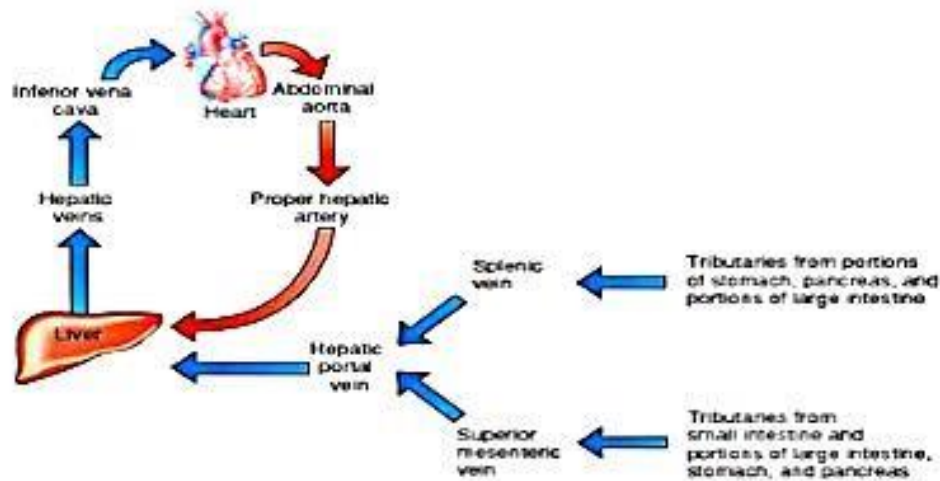 Inferior vena
cava
Heart
Abdominal
aorta
Hepatic
veins
Proper hepatic
artery
Liver
Hepatic
portal
vein
Splenic
vein
Tributaries from portions
of stomach, pancreas, and
portions of large intestine
Superior
mesenteric
vein
Tributaries from
small intestine and
portions of large intestine,
stomach, and pancreas